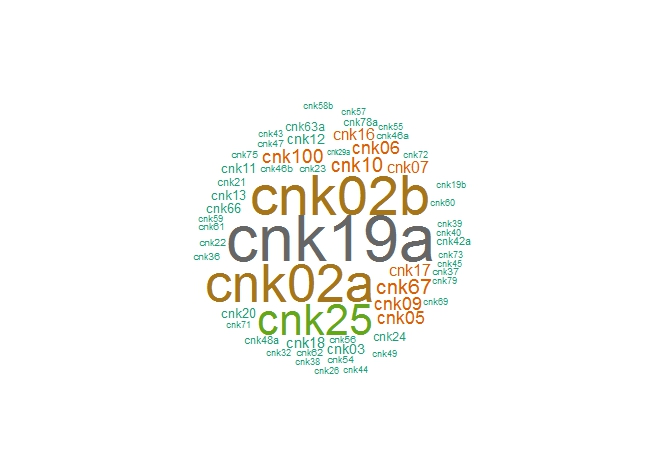 cnk58b
cnk57
cnk63a cnk78a cnk55
cnk43 cnk12 cnk16 cnk46a
cnk47 cnk06
cnk75 cnk100 cnk29a cnk72
cnk11 cnk46b cnk23 cnk10 cnk07
cnk21 cnk02b cnk19b
cnk13 cnk60
cnk66
cnk59 cnk39
cnk61 cnk19a cnk40
cnk22 cnk42a
cnk36 cnk73
cnk17 cnk45
cnk37
cnk02a cnk67 cnk79
cnk09 cnk69
cnk20 cnk25 cnk05
cnk71
cnk48a cnk18 cnk56 cnk24
cnk32 cnk62 cnk03 cnk49
cnk38 cnk54
cnk26 cnk44